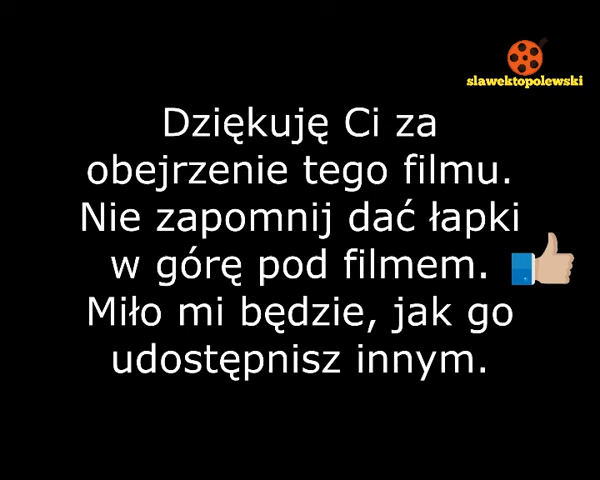 slawektopolewski
Dziękuję Ci za
obejrzenie tego filmu.
Nie zapomnij dać łapki
w górę pod filmem.
Miło mi będzie, jak go
udostępnisz innym.